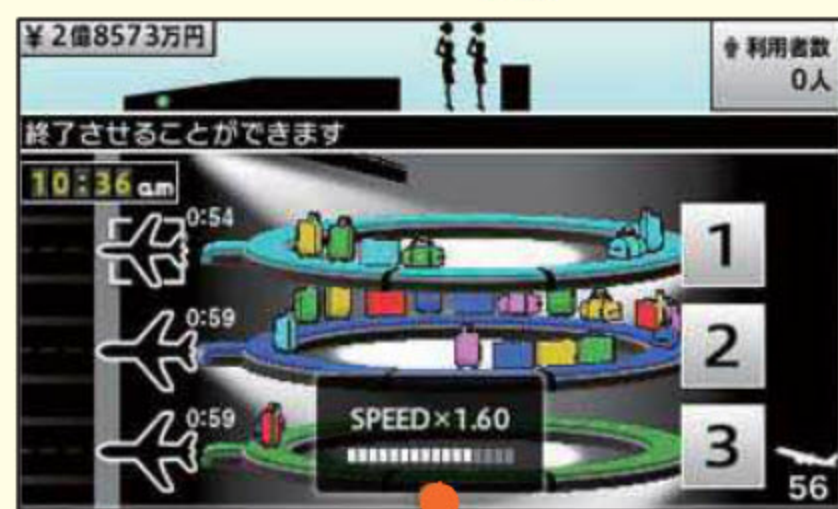 ¥2億8573万円
利用者数
0人
終了させることができます
10:36 am
0:54
1
0:59
2
0:59
SPEED×1.60
3
56